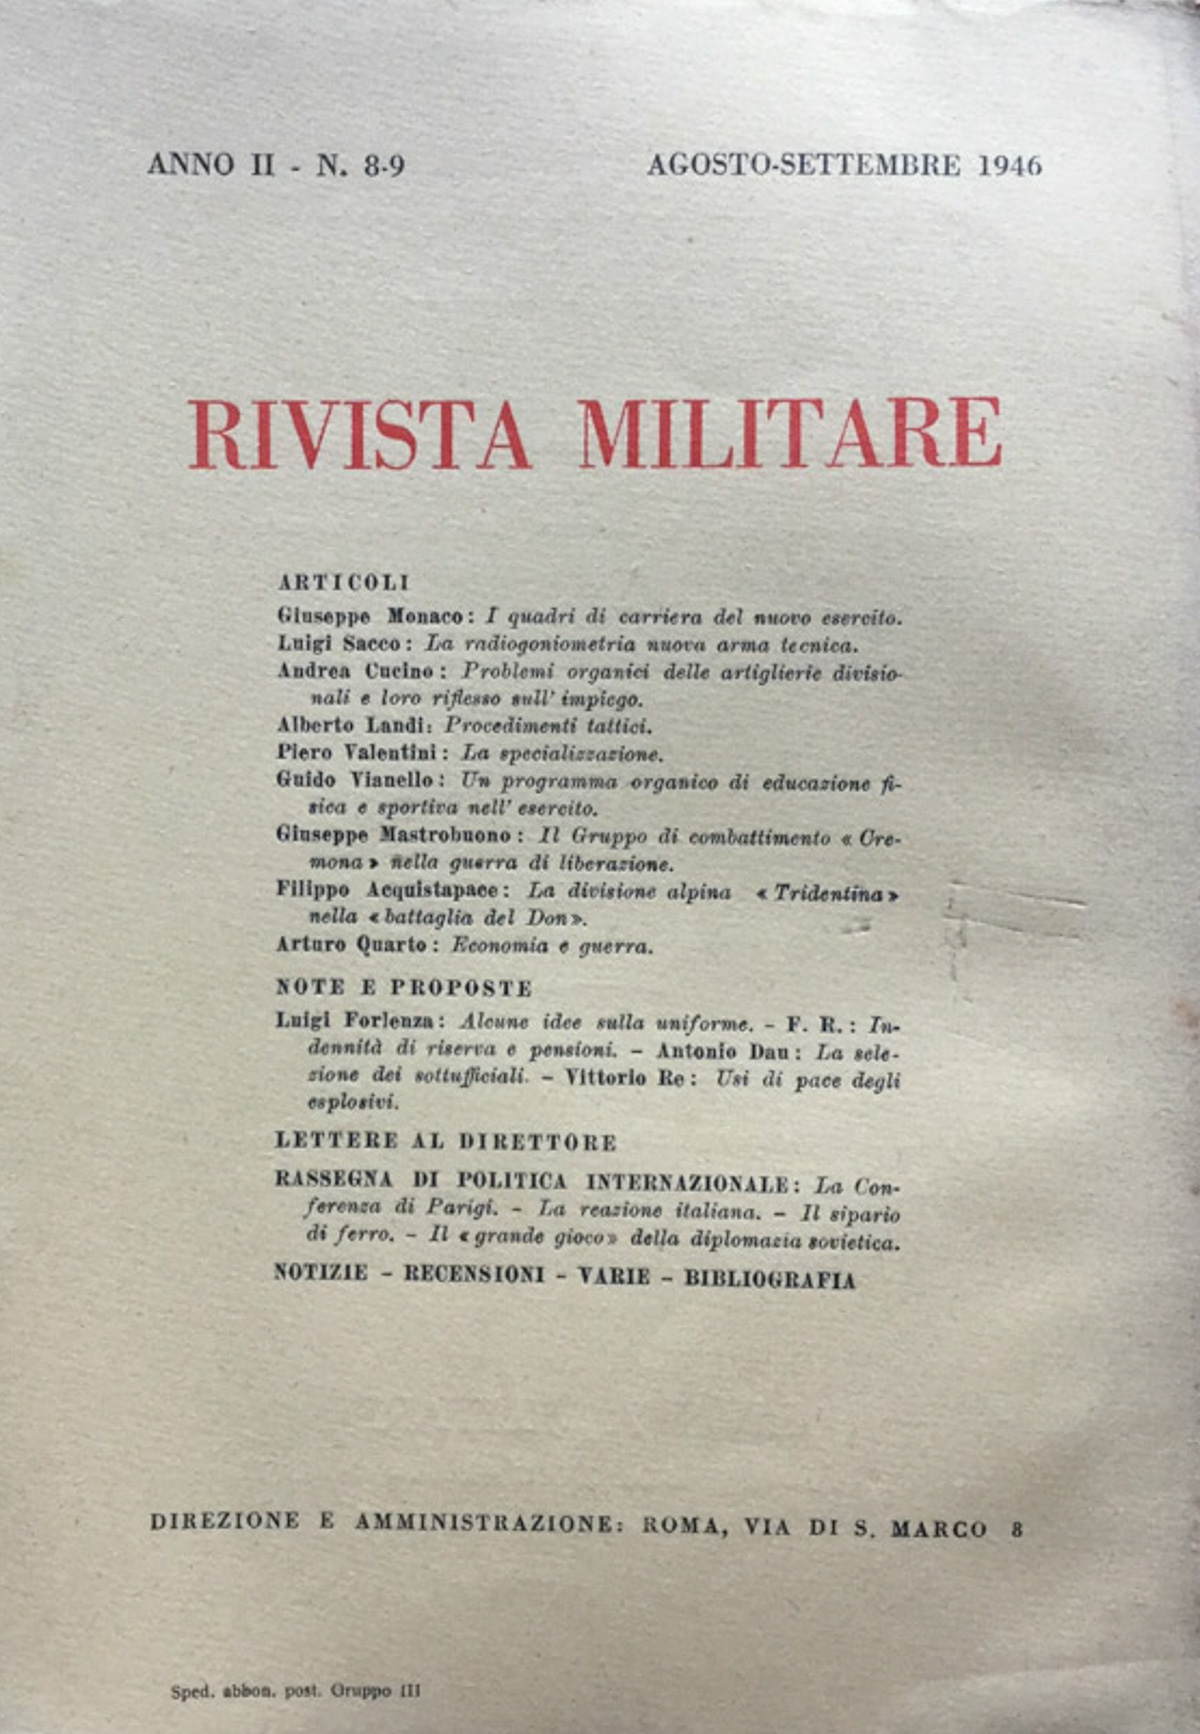 ANNO II - N. 8-9
AGOSTO-SETTEMBRE 1946
RIVISTA MILITARE
ARTICOLI
Giuseppe Monaco: I quadri di carriera del nuovo esercito.
Luigi Sacco: La radiogoniometria nuova arma tecnica.
Andrea Cucino: Problemi organici delle artiglierie divisio-
nali e loro riflesso sull' impiego.
Alberto Landi: Procedimenti tattici.
Piero Valentini: La specializzazione.
Guido Vianello: Un programma organico di educazione fi-
sica e sportiva nell' esercito.
Giuseppe Mastrobuono: Il Gruppo di combattimento « Cre-
mona » nella guerra di liberazione.
Filippo Acquistapace: La divisione alpina « Tridentina »
nella « battaglia del Don ».
Arturo Quarto: Economia e guerra.
NOTE E PROPOSTE
Luigi Forlenza: Alcune idee sulla uniforme. - F. R.: In-
dennità di riserva e pensioni. - Antonio Dau: La sele-
zione dei sottufficiali. - Vittorio Re: Usi di pace degli
esplosivi.
LETTERE AL DIRETTORE
RASSEGNA DI POLITICA INTERNAZIONALE: La Con-
ferenza di Parigi. - La reazione italiana. - Il sipario
di ferro. - Il « grande gioco » della diplomazia sovietica.
NOTIZIE - RECENSIONI - VARIE - BIBLIOGRAFIA
DIREZIONE E AMMINISTRAZIONE: ROMA, VIA DI S. MARCO 8
Sped. abbon. post. Gruppo III